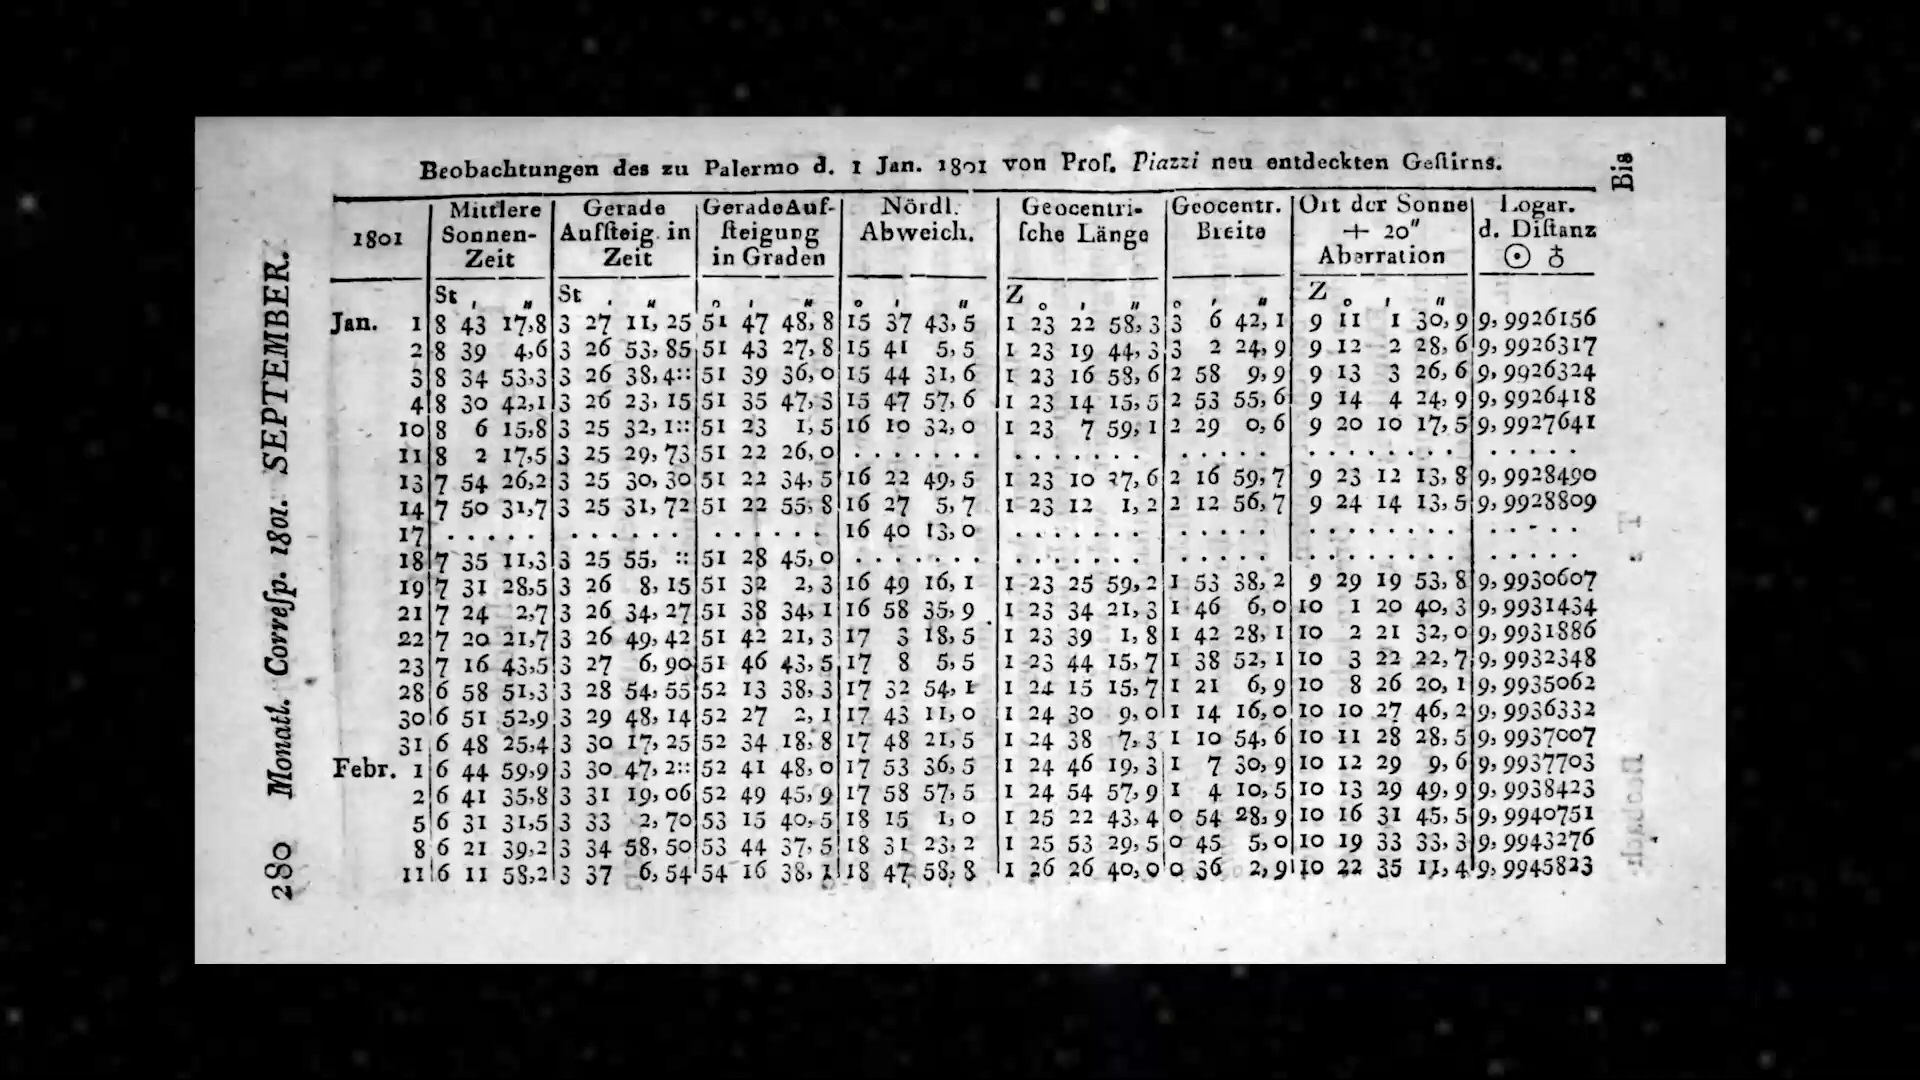 Beobachtungen des zu Palermo d. 1 Jan. 1801 von Prof. Piazzi neu entdeckten Geſtirns.
1801 | Mittlere Sonnen-Zeit | Gerade Aufſteig. in Zeit | Gerade Auf-ſteigung in Graden | Nördl. Abweich. | Geocentri-ſche Länge | Geocentr. Breite | Ort der Sonne + 20" Aberration | Logar. d. Diſtanz ☉ ♁
St ' " | St ' " | ° ' " | ° ' " | Z ° ' " | ° ' " | Z ° ' "
Jan. 1 | 8 43 17,8 | 3 27 11,25 | 51 47 48,8 | 15 37 43,5 | 1 23 22 58,3 | 3 6 42,1 | 9 11 1 30,9 | 9,9926156
2 | 8 39 4,6 | 3 26 53,85 | 51 43 27,8 | 15 41 5,5 | 1 23 19 44,3 | 3 2 24,9 | 9 12 2 28,6 | 9,9926317
3 | 8 34 53,3 | 3 26 38,4:: | 51 39 36,0 | 15 44 31,6 | 1 23 16 58,6 | 2 58 9,9 | 9 13 3 26,6 | 9,9926324
4 | 8 30 42,1 | 3 26 23,15 | 51 35 47,3 | 15 47 57,6 | 1 23 14 15,5 | 2 53 55,6 | 9 14 4 24,9 | 9,9926418
10 | 8 6 15,8 | 3 25 32,1:: | 51 23 1,5 | 16 10 32,0 | 1 23 7 59,1 | 2 29 0,6 | 9 20 10 17,5 | 9,9927641
11 | 8 2 17,5 | 3 25 29,73 | 51 22 26,0 | . . . . . . . | . . . . . . . | . . . . . | . . . . . . . | . . . . .
13 | 7 54 26,2 | 3 25 30,30 | 51 22 34,5 | 16 22 49,5 | 1 23 10 37,6 | 2 16 59,7 | 9 23 12 13,8 | 9,9928490
14 | 7 50 31,7 | 3 25 31,72 | 51 22 55,8 | 16 27 5,7 | 1 23 12 1,2 | 2 12 56,7 | 9 24 14 13,5 | 9,9928809
17 | . . . . . | . . . . . . | . . . . . . | 16 40 13,0 | . . . . . . . | . . . . . | . . . . . . . | . . . . .
18 | 7 35 11,3 | 3 25 55, :: | 51 28 45,0 | . . . . . . . | . . . . . . . | . . . . . | . . . . . . . | . . . . .
19 | 7 31 28,5 | 3 26 8,15 | 51 32 2,3 | 16 49 16,1 | 1 23 25 59,2 | 1 53 38,2 | 9 29 19 53,8 | 9,9930607
21 | 7 24 2,7 | 3 26 34,27 | 51 38 34,1 | 16 58 35,9 | 1 23 34 21,3 | 1 46 6,0 | 10 1 20 40,3 | 9,9931434
22 | 7 20 21,7 | 3 26 49,42 | 51 42 21,3 | 17 3 18,5 | 1 23 39 1,8 | 1 42 28,1 | 10 2 21 32,0 | 9,9931886
23 | 7 16 43,5 | 3 27 6,90 | 51 46 43,5 | 17 8 5,5 | 1 23 44 15,7 | 1 38 52,1 | 10 3 22 22,7 | 9,9932348
28 | 6 58 51,3 | 3 28 54,55 | 52 13 38,3 | 17 32 54,1 | 1 24 15 15,7 | 1 21 6,9 | 10 8 26 20,1 | 9,9935062
30 | 6 51 52,9 | 3 29 48,14 | 52 27 2,1 | 17 43 11,0 | 1 24 30 9,0 | 1 14 16,0 | 10 10 27 46,2 | 9,9936332
31 | 6 48 25,4 | 3 30 17,25 | 52 34 18,8 | 17 48 21,5 | 1 24 38 7,3 | 1 10 54,6 | 10 11 28 28,5 | 9,9937007
Febr. 1 | 6 44 59,9 | 3 30 47,2:: | 52 41 48,0 | 17 53 36,5 | 1 24 46 19,3 | 1 7 30,9 | 10 12 29 9,6 | 9,9937703
2 | 6 41 35,8 | 3 31 19,06 | 52 49 45,9 | 17 58 57,5 | 1 24 54 57,9 | 1 4 10,5 | 10 13 29 49,9 | 9,9938423
5 | 6 31 31,5 | 3 33 2,70 | 53 15 40,5 | 18 15 1,0 | 1 25 22 43,4 | 0 54 28,9 | 10 16 31 45,5 | 9,9940751
8 | 6 21 39,2 | 3 34 58,50 | 53 44 37,5 | 18 31 23,2 | 1 25 53 29,5 | 0 45 5,0 | 10 19 33 33,3 | 9,9943276
11 | 6 11 58,2 | 3 37 6,54 | 54 16 38,1 | 18 47 58,8 | 1 26 26 40,0 | 0 36 2,9 | 10 22 35 11,4 | 9,9945823
280 Monatl. Correſp. 1801. SEPTEMBER.
Bis